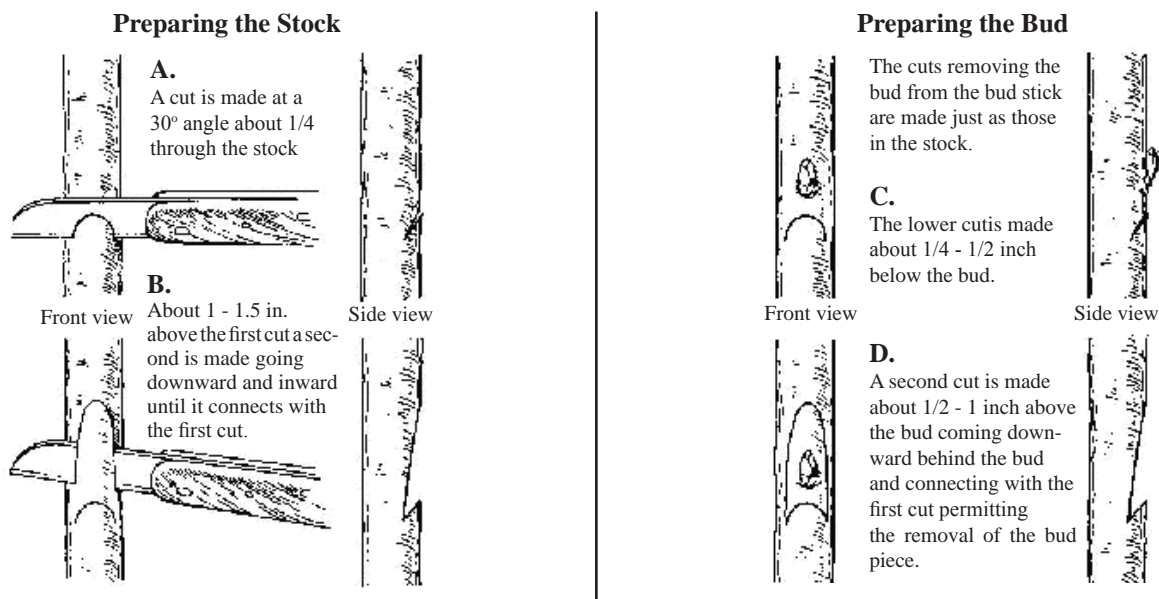 Preparing the Stock
A.
A cut is made at a
30º angle about 1/4
through the stock
B.
About 1 - 1.5 in.
above the first cut a sec-
ond is made going
downward and inward
until it connects with
the first cut.
Front view
Side view
Preparing the Bud
The cuts removing the
bud from the bud stick
are made just as those
in the stock.
C.
The lower cutis made
about 1/4 - 1/2 inch
below the bud.
Front view
Side view
D.
A second cut is made
about 1/2 - 1 inch above
the bud coming down-
ward behind the bud
and connecting with the
first cut permitting
the removal of the bud
piece.